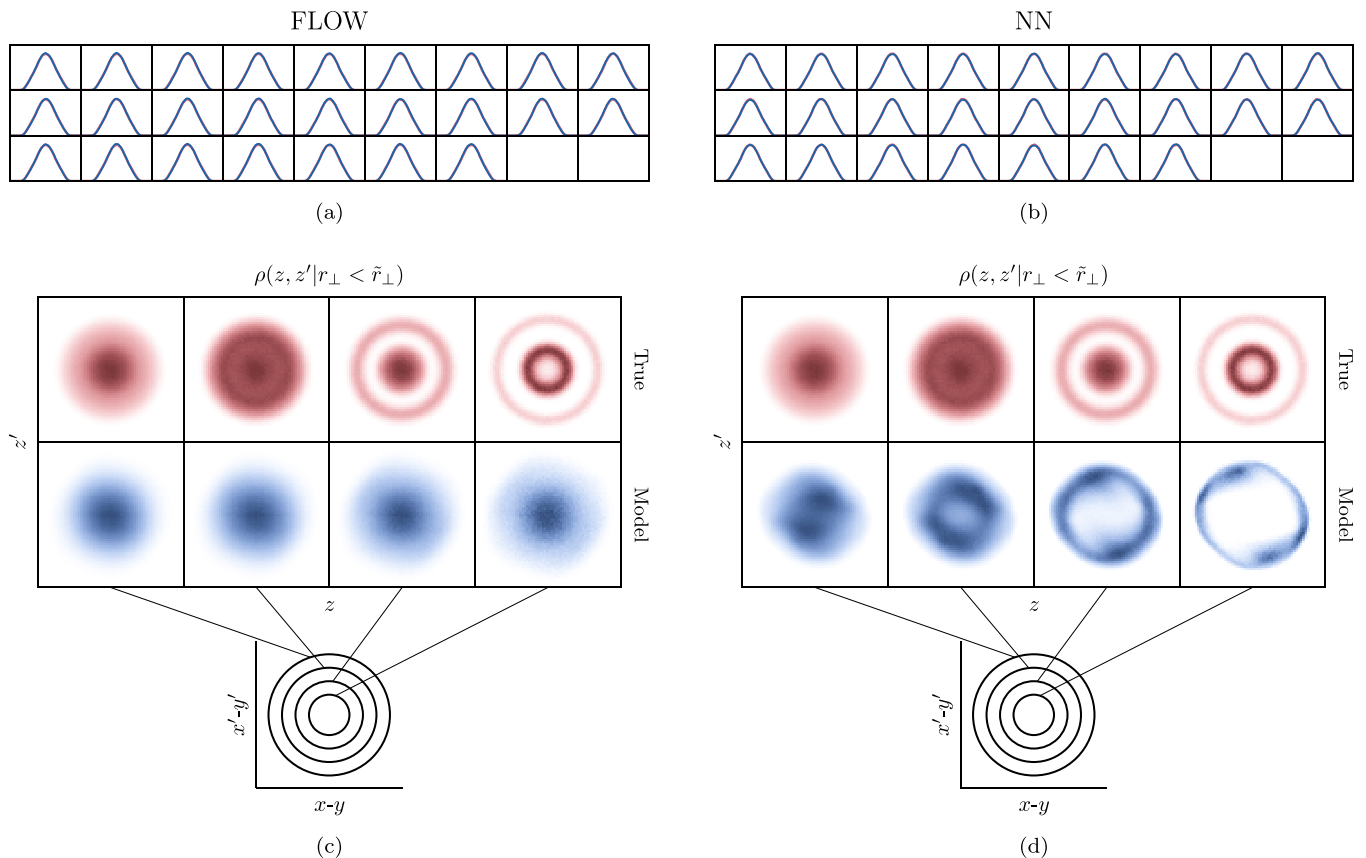 FLOW
NN
(a)
(b)
ρ(z, z′|r⊥ < r̃⊥)
ρ(z, z′|r⊥ < r̃⊥)
True
True
z′
z′
Model
Model
z
z
x′-y′
x′-y′
x-y
x-y
(c)
(d)